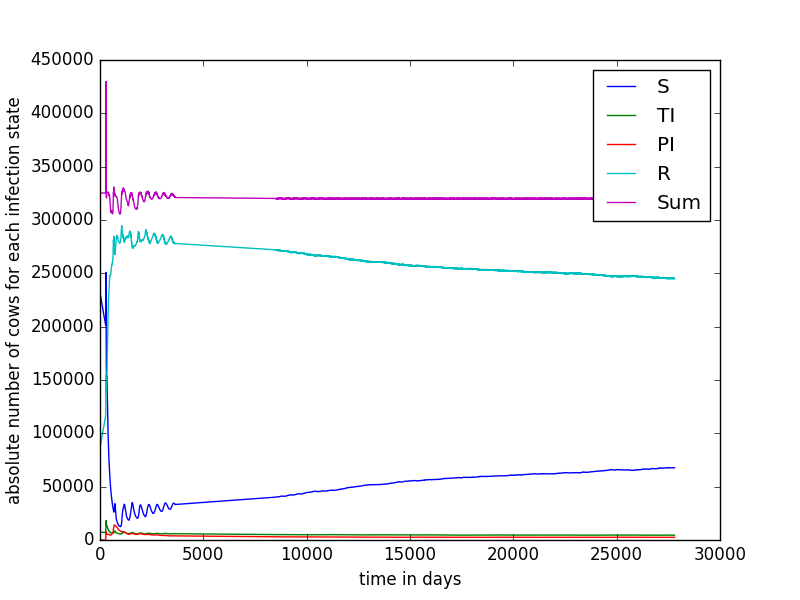 450000
400000
350000
300000
250000
200000
150000
100000
50000
0
0 5000 10000 15000 20000 25000 30000
time in days
absolute number of cows for each infection state
S
TI
PI
R
Sum